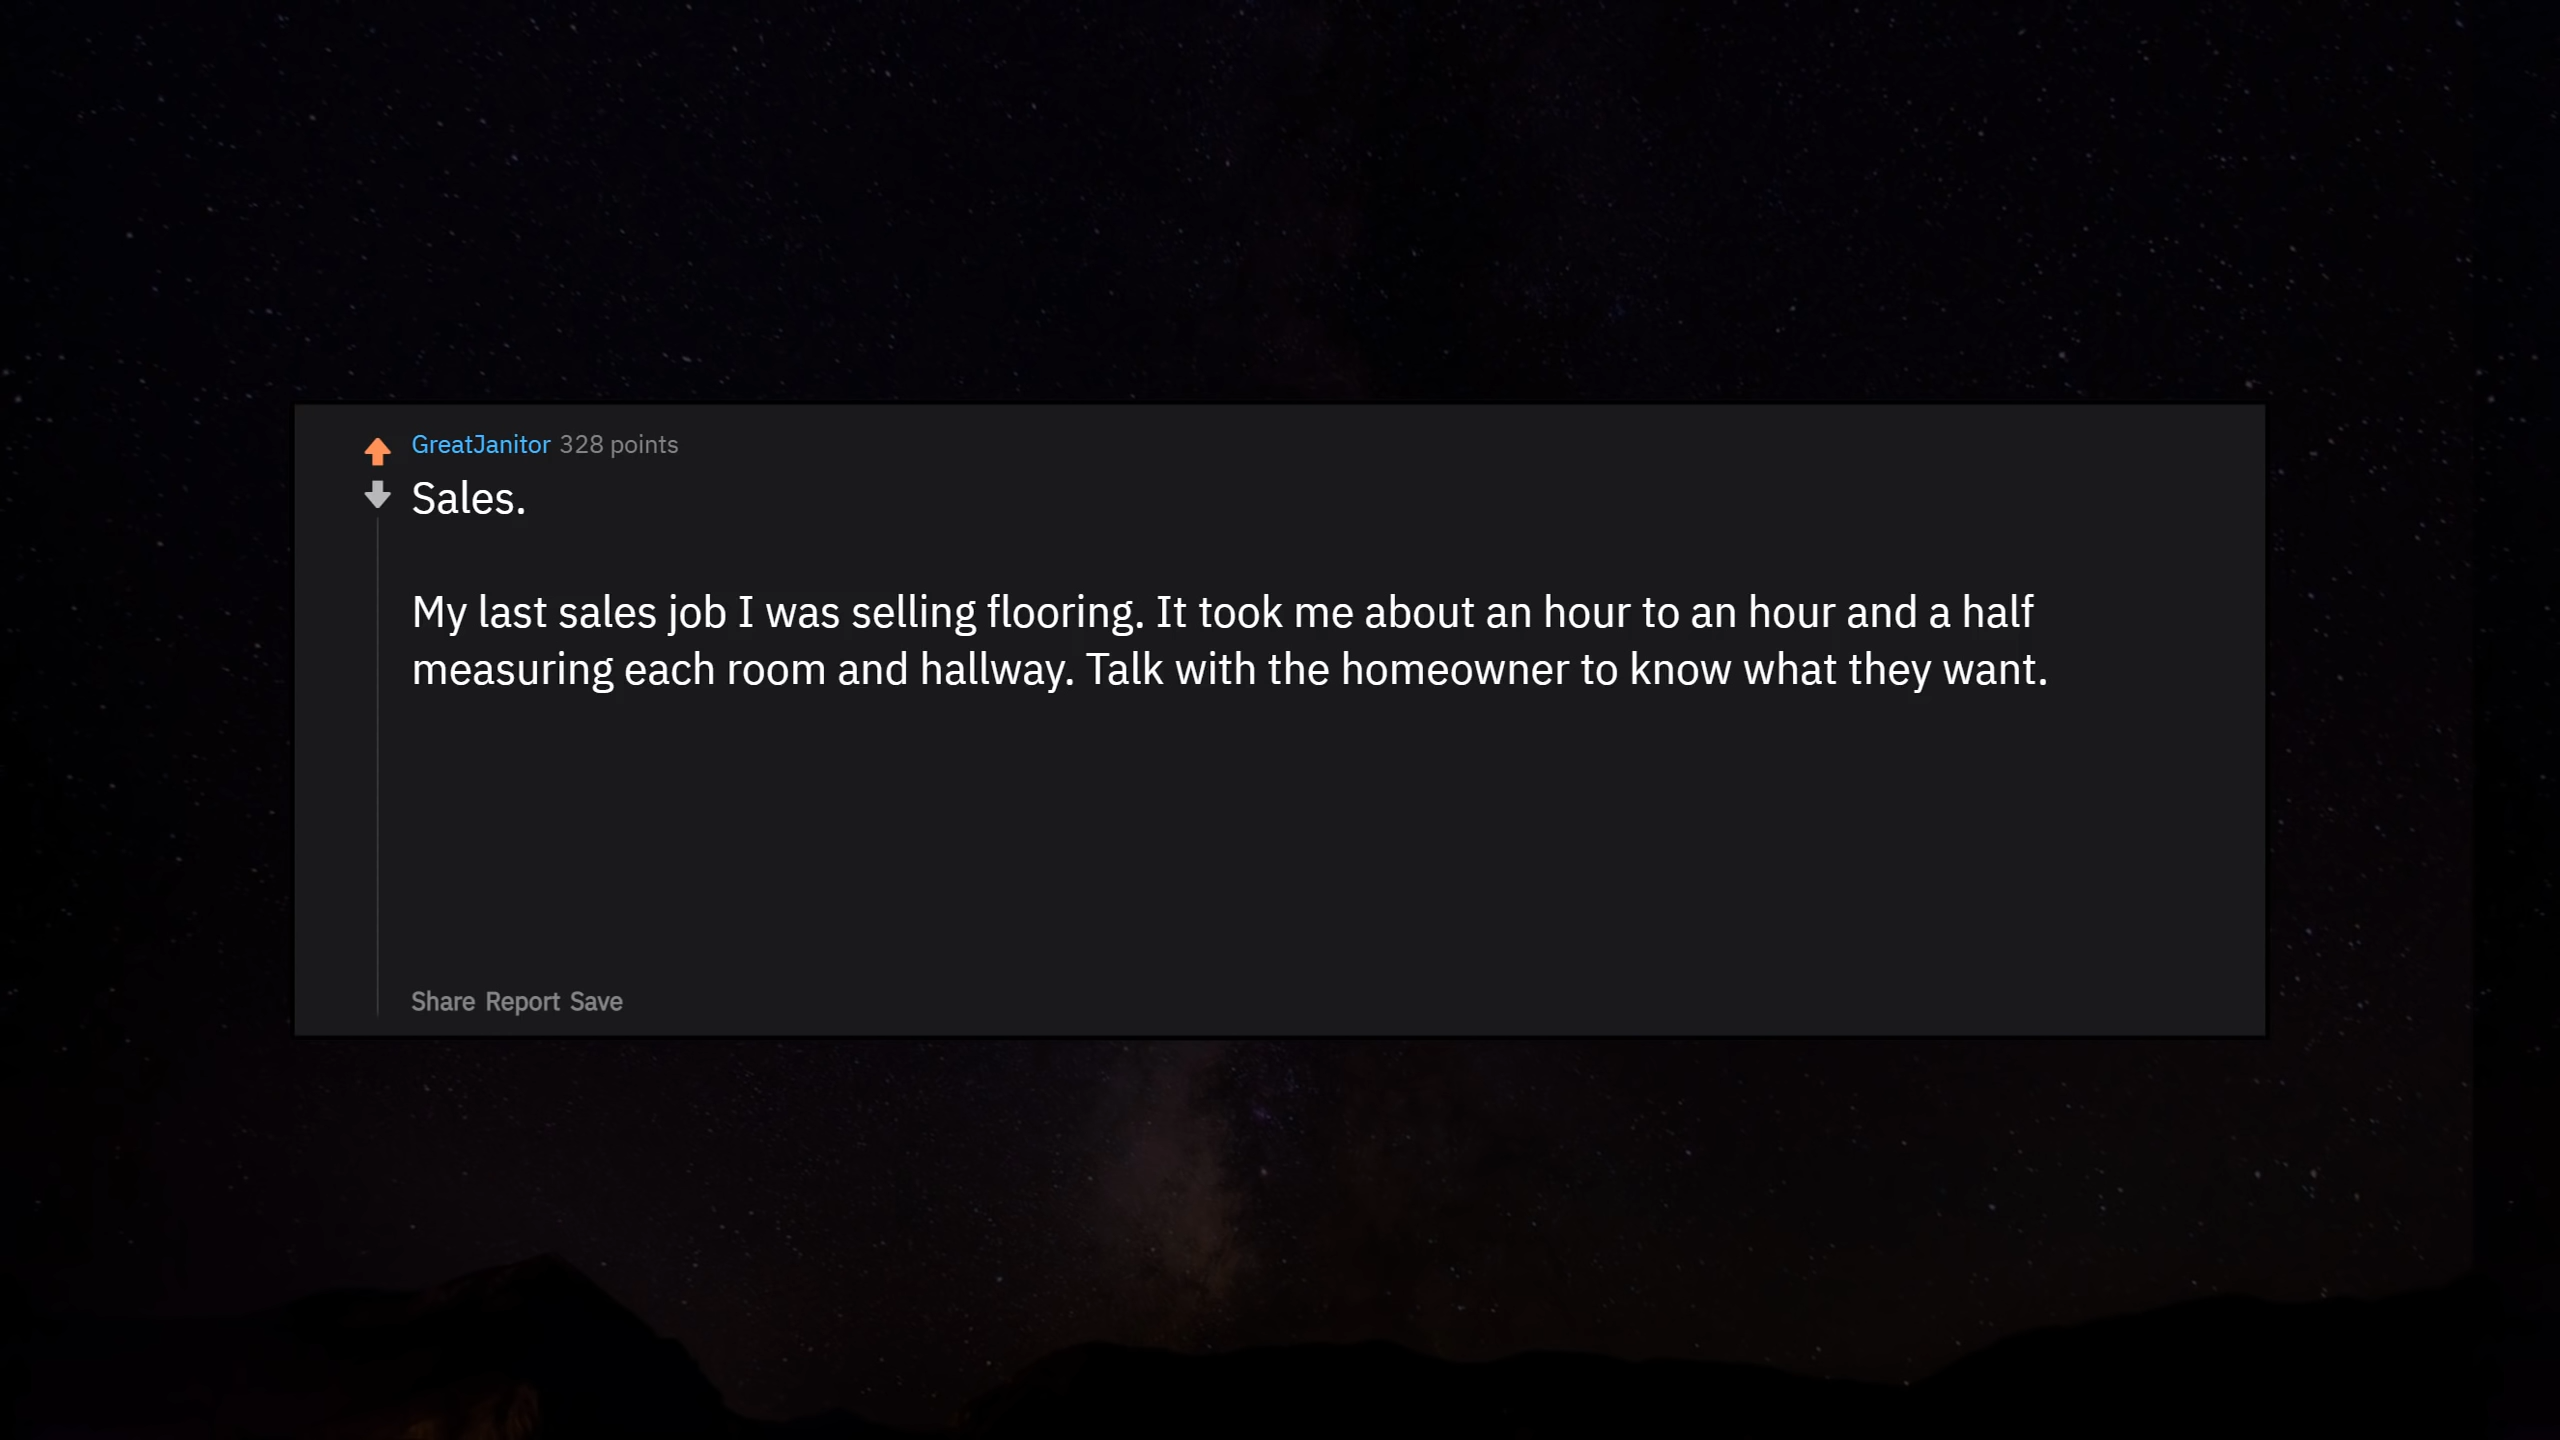 GreatJanitor 328 points
Sales.
My last sales job I was selling flooring. It took me about an hour to an hour and a half
measuring each room and hallway. Talk with the homeowner to know what they want.
Share Report Save